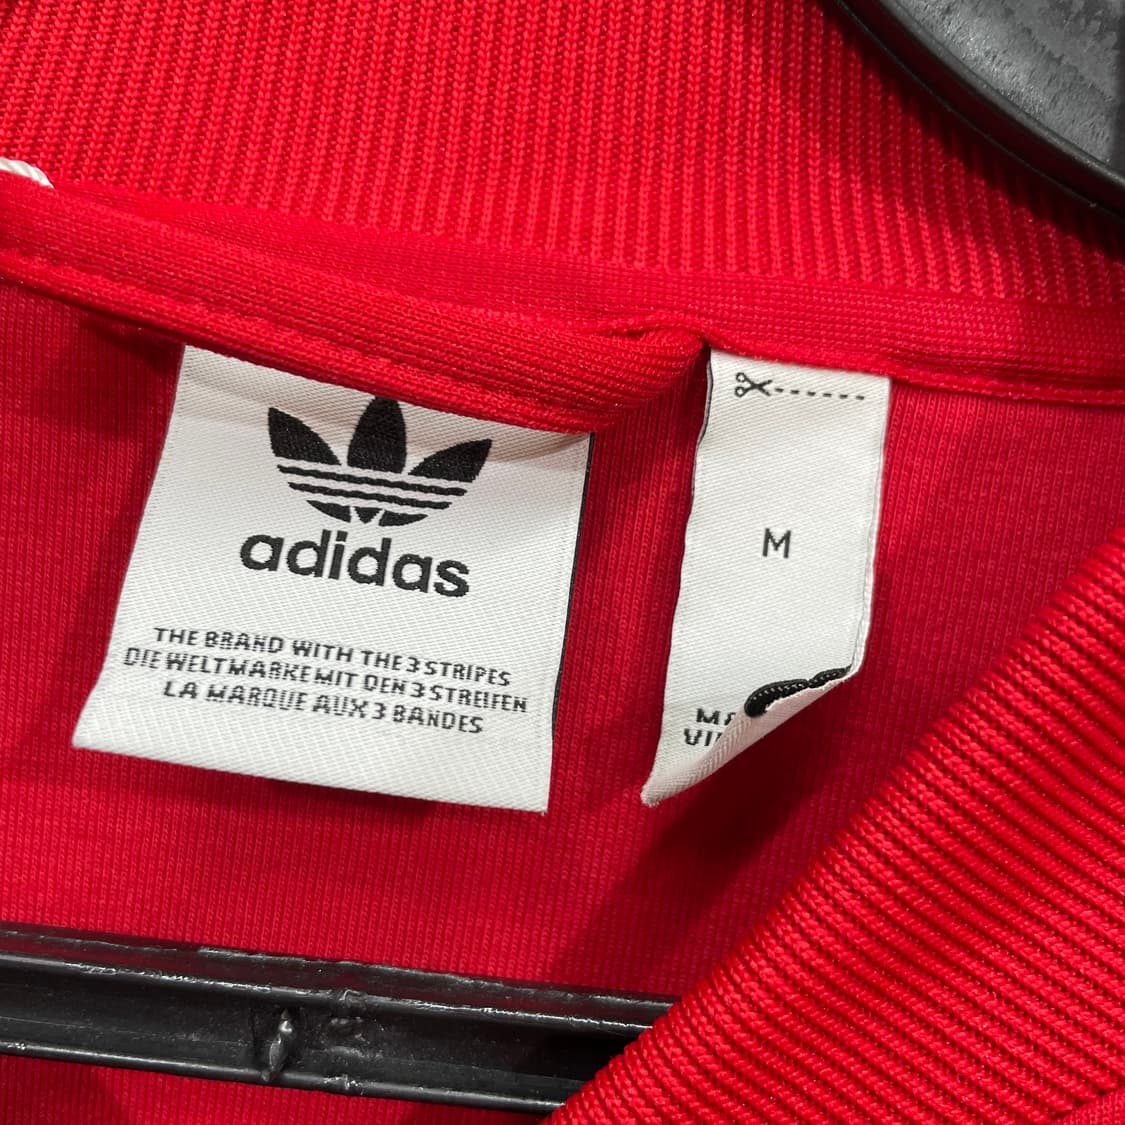 adidas
THE BRAND WITH THE 3 STRIPES
DIE WELTMARKE MIT DEN 3 STREIFEN
LA MARQUE AUX 3 BANDES
M